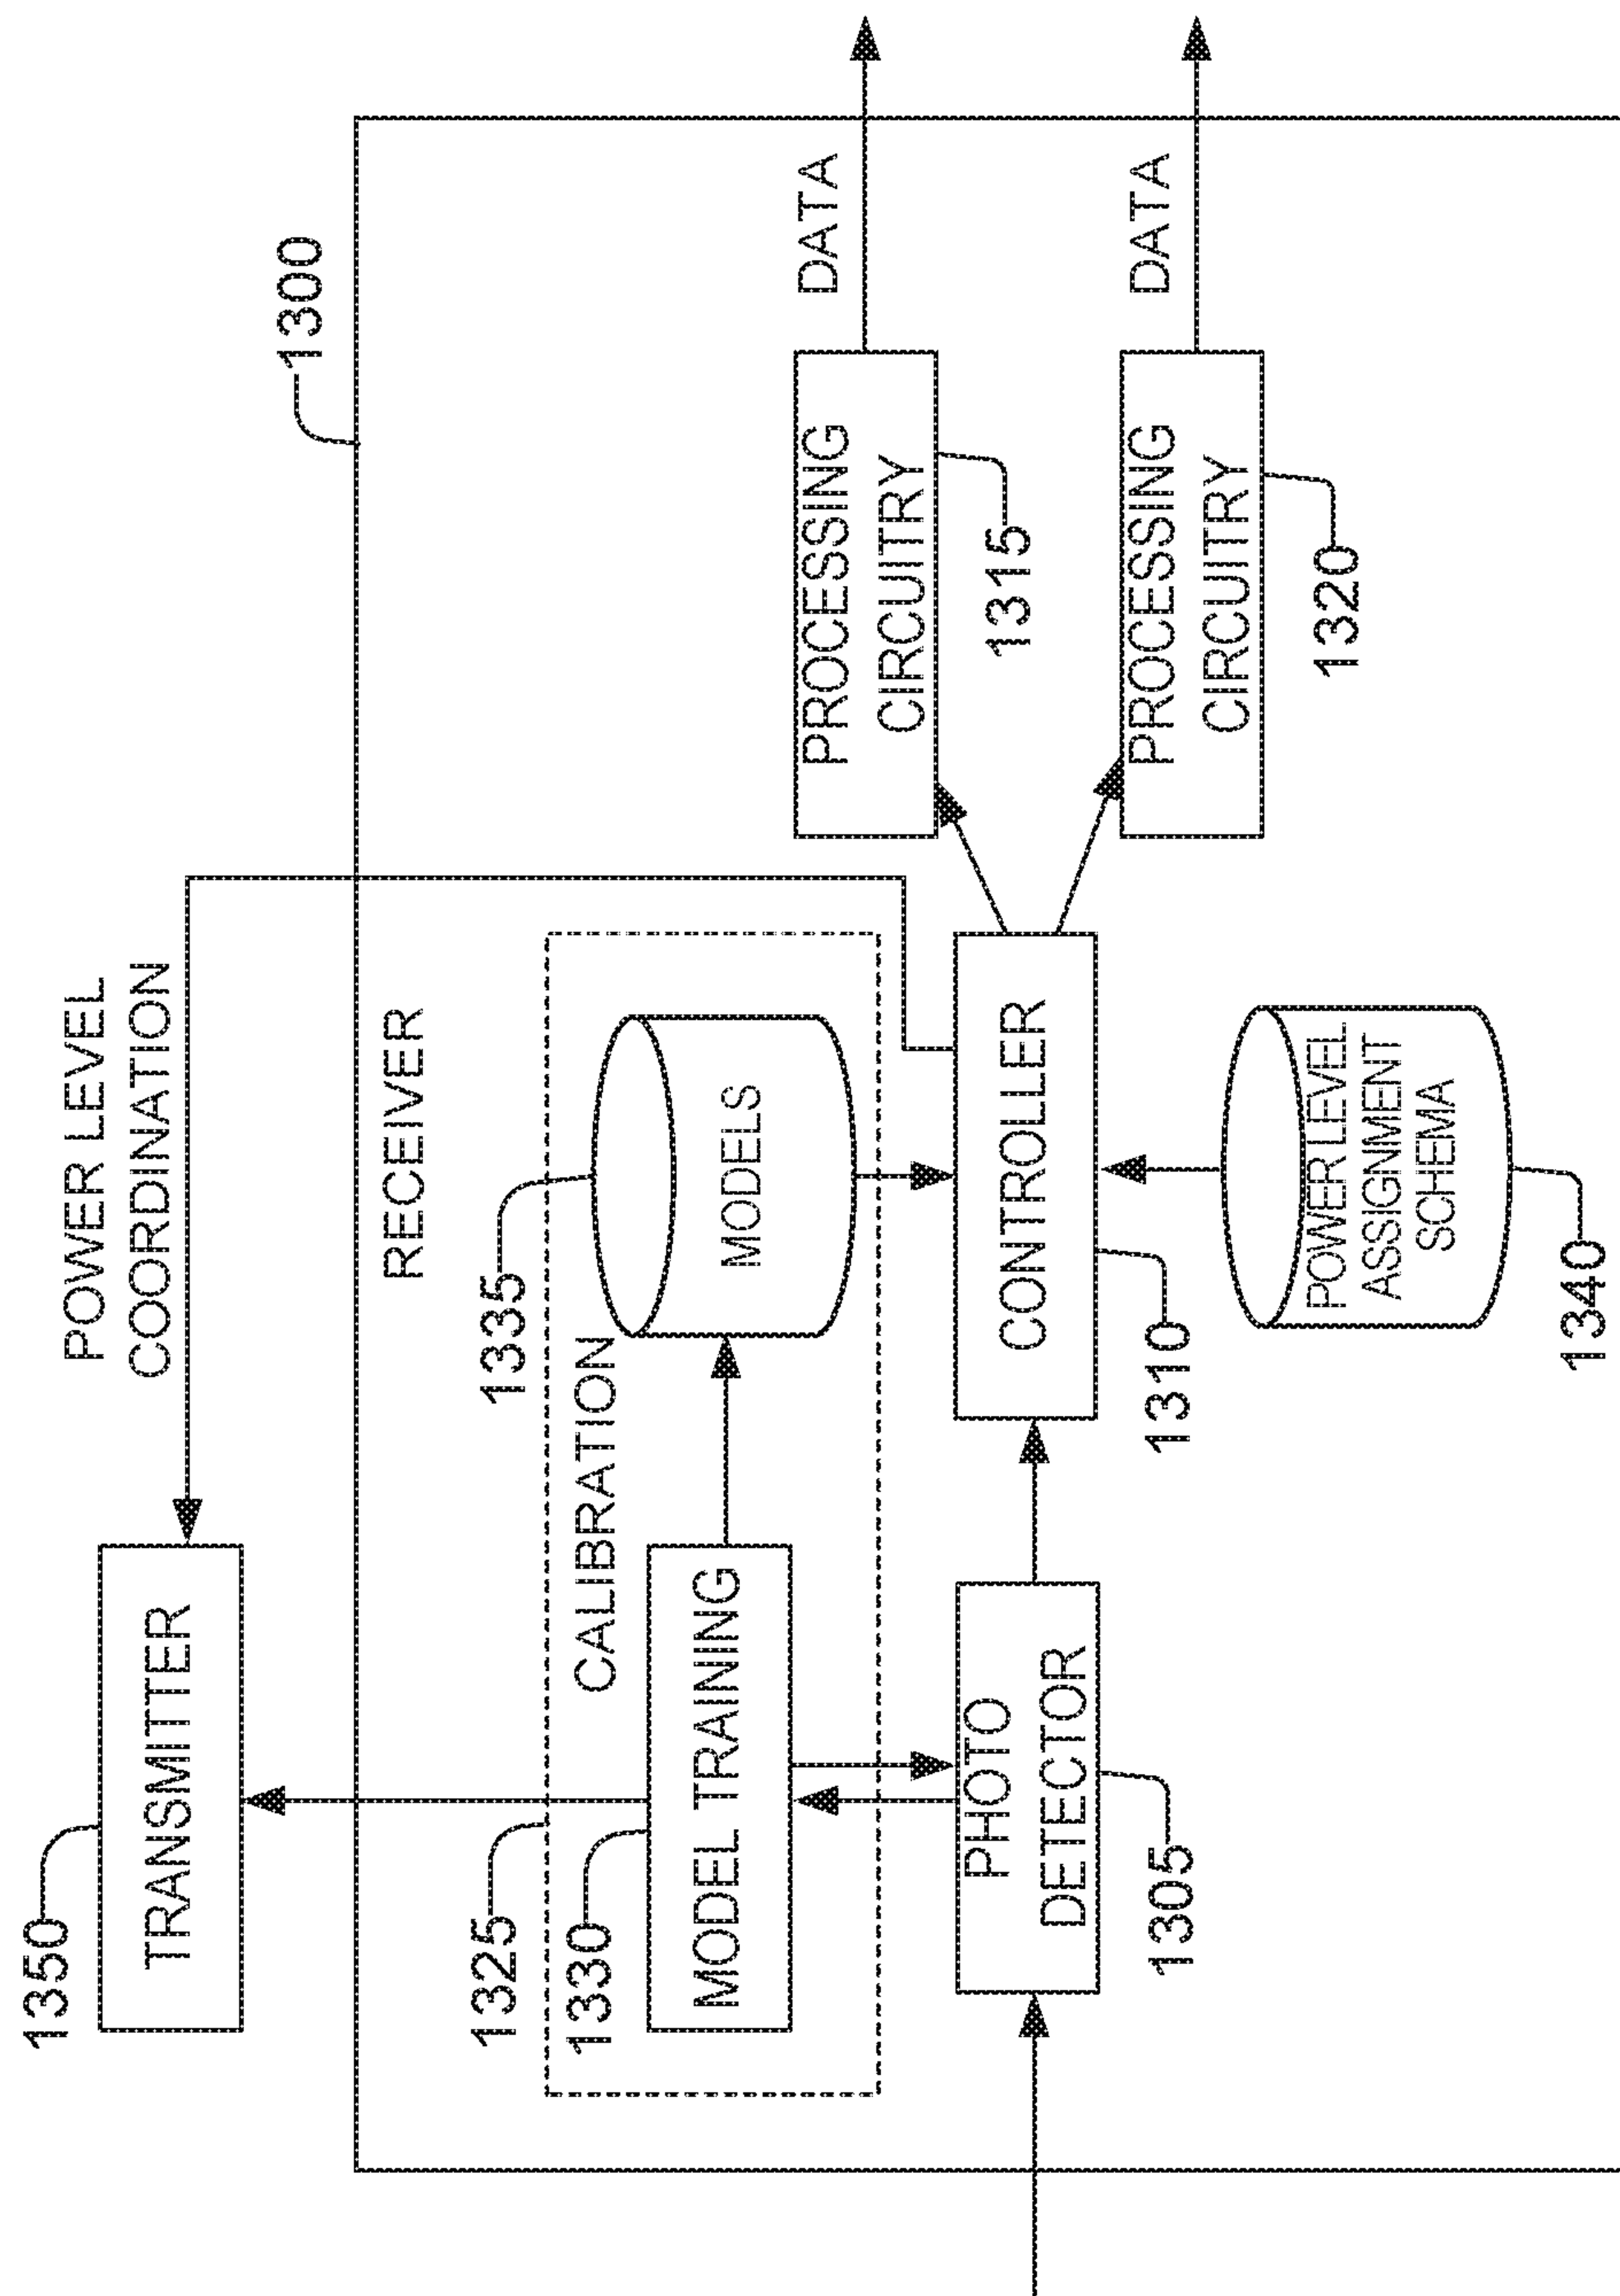 1350
TRANSMITTER
POWER LEVEL
COORDINATION
1300
RECEIVER
1325
CALIBRATION
1335
1330
MODEL TRAINING
MODELS
PROCESSING
CIRCUITRY
DATA
1315
PHOTO
DETECTOR
1305
CONTROLLER
1310
PROCESSING
CIRCUITRY
DATA
1320
POWER LEVEL
ASSIGNMENT
SCHEMA
1340